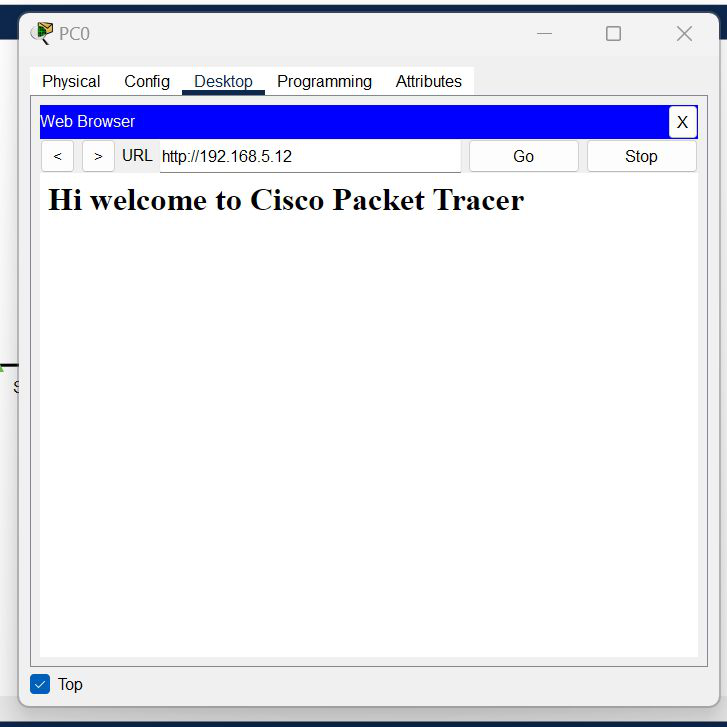 PC0
Physical Config Desktop Programming Attributes
Web Browser X
< > URL http://192.168.5.12 Go Stop
Hi welcome to Cisco Packet Tracer
Top